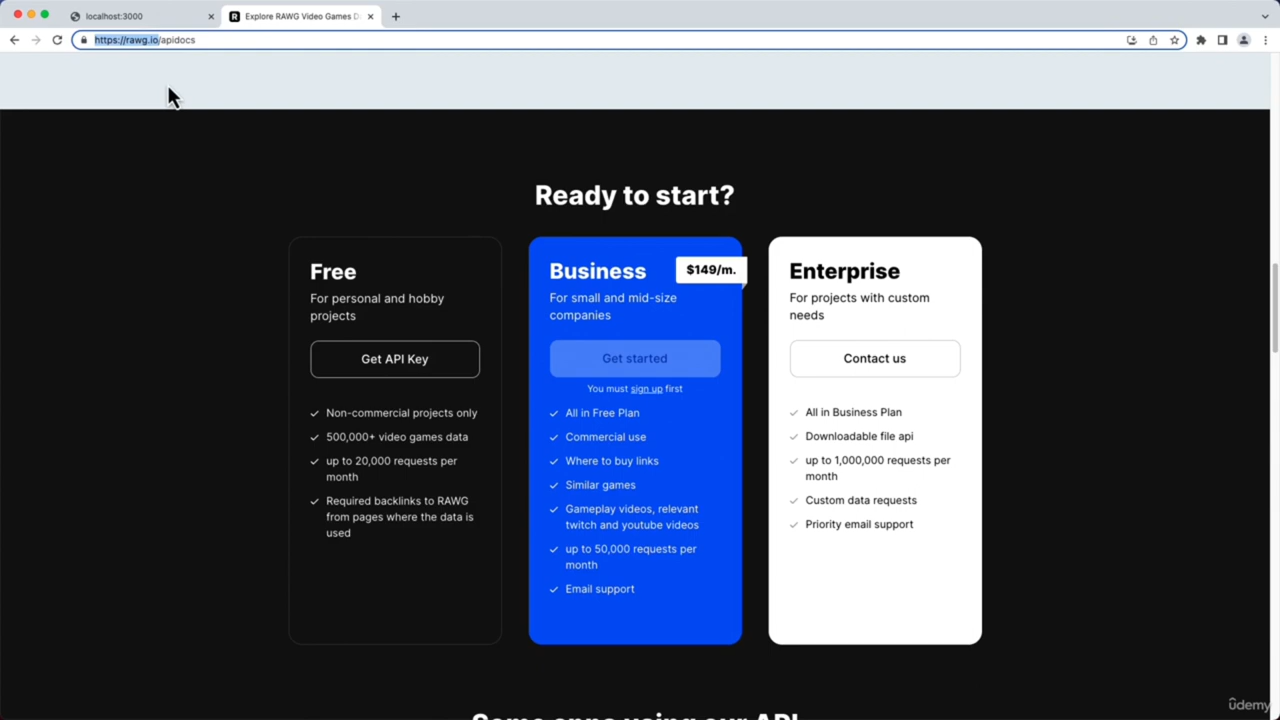 localhost:3000
Explore RAWG Video Games D
https://rawg.io/apidocs
Ready to start?
Free
For personal and hobby
projects
Get API Key
Non-commercial projects only
500,000+ video games data
up to 20,000 requests per
month
Required backlinks to RAWG
from pages where the data is
used
Business
$149/m.
For small and mid-size
companies
Get started
You must sign up first
All in Free Plan
Commercial use
Where to buy links
Similar games
Gameplay videos, relevant
twitch and youtube videos
up to 50,000 requests per
month
Email support
Enterprise
For projects with custom
needs
Contact us
All in Business Plan
Downloadable file api
up to 1,000,000 requests per
month
Custom data requests
Priority email support
Some apps using our API
ûdemy